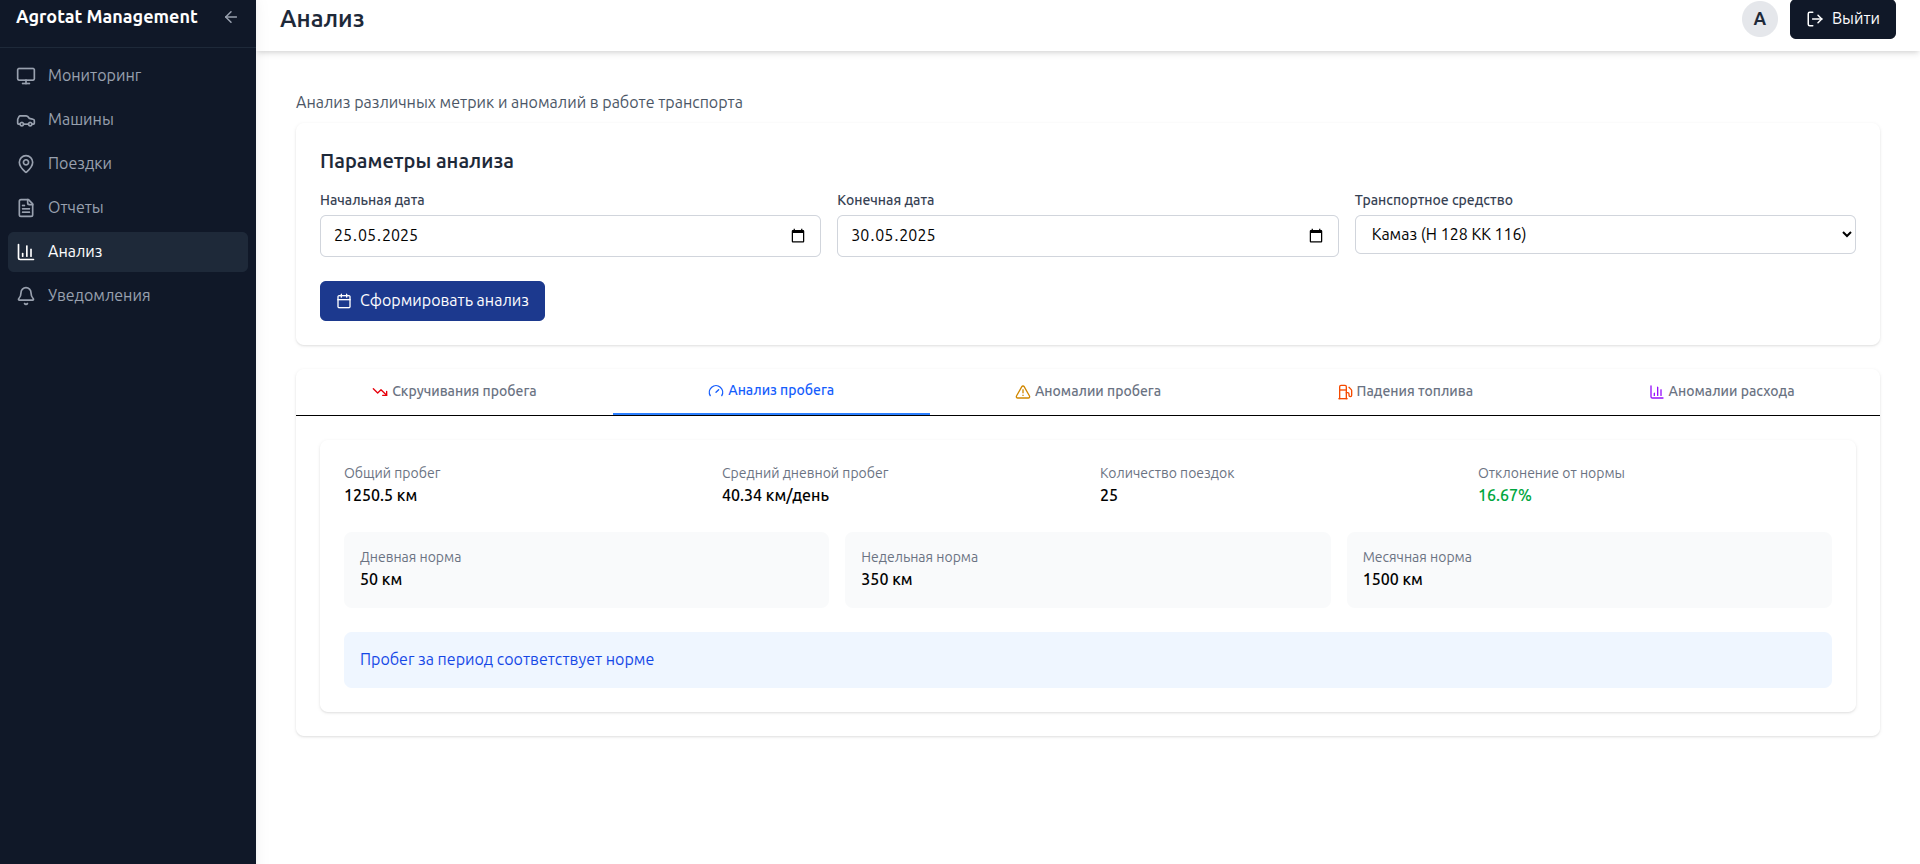 Agrotat Management
Анализ
А
Выйти
Мониторинг
Машины
Поездки
Отчеты
Анализ
Уведомления
Анализ различных метрик и аномалий в работе транспорта
Параметры анализа
Начальная дата
Конечная дата
Транспортное средство
25.05.2025
30.05.2025
Камаз (Н 128 КК 116)
Сформировать анализ
Скручивания пробега
Анализ пробега
Аномалии пробега
Падения топлива
Аномалии расхода
Общий пробег
1250.5 км
Средний дневной пробег
40.34 км/день
Количество поездок
25
Отклонение от нормы
16.67%
Дневная норма
50 км
Недельная норма
350 км
Месячная норма
1500 км
Пробег за период соответствует норме